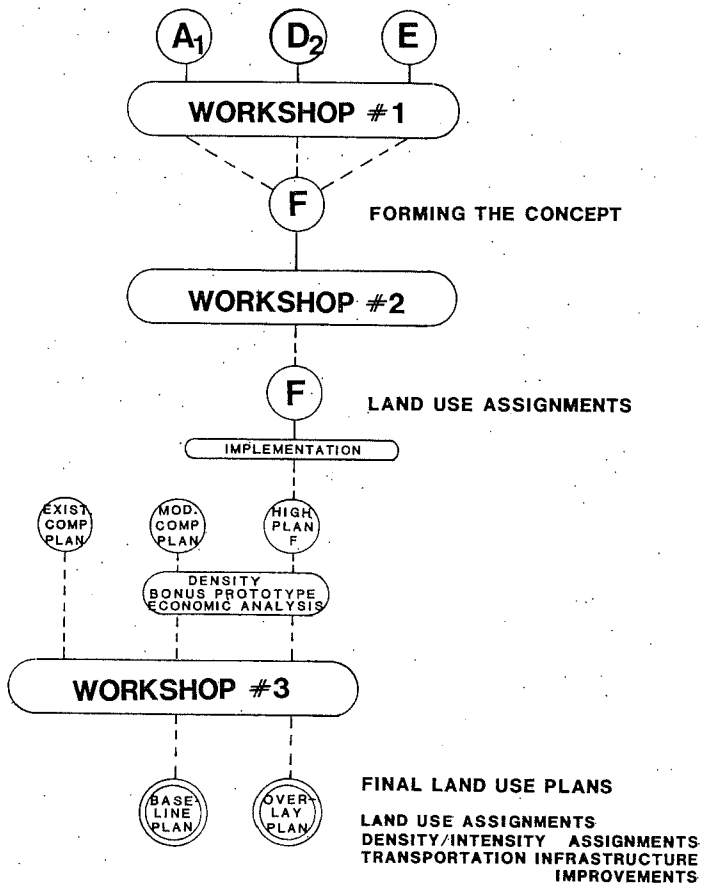 A1 D2 E
WORKSHOP #1
F
FORMING THE CONCEPT
WORKSHOP #2
F
LAND USE ASSIGNMENTS
IMPLEMENTATION
EXIST.
COMP
PLAN
MOD.
COMP
PLAN
HIGH
PLAN
F
DENSITY
BONUS PROTOTYPE
ECONOMIC ANALYSIS
WORKSHOP #3
BASE-
LINE
PLAN
OVER-
LAY
PLAN
FINAL LAND USE PLANS
LAND USE ASSIGNMENTS
DENSITY/INTENSITY ASSIGNMENTS
TRANSPORTATION INFRASTRUCTURE
IMPROVEMENTS